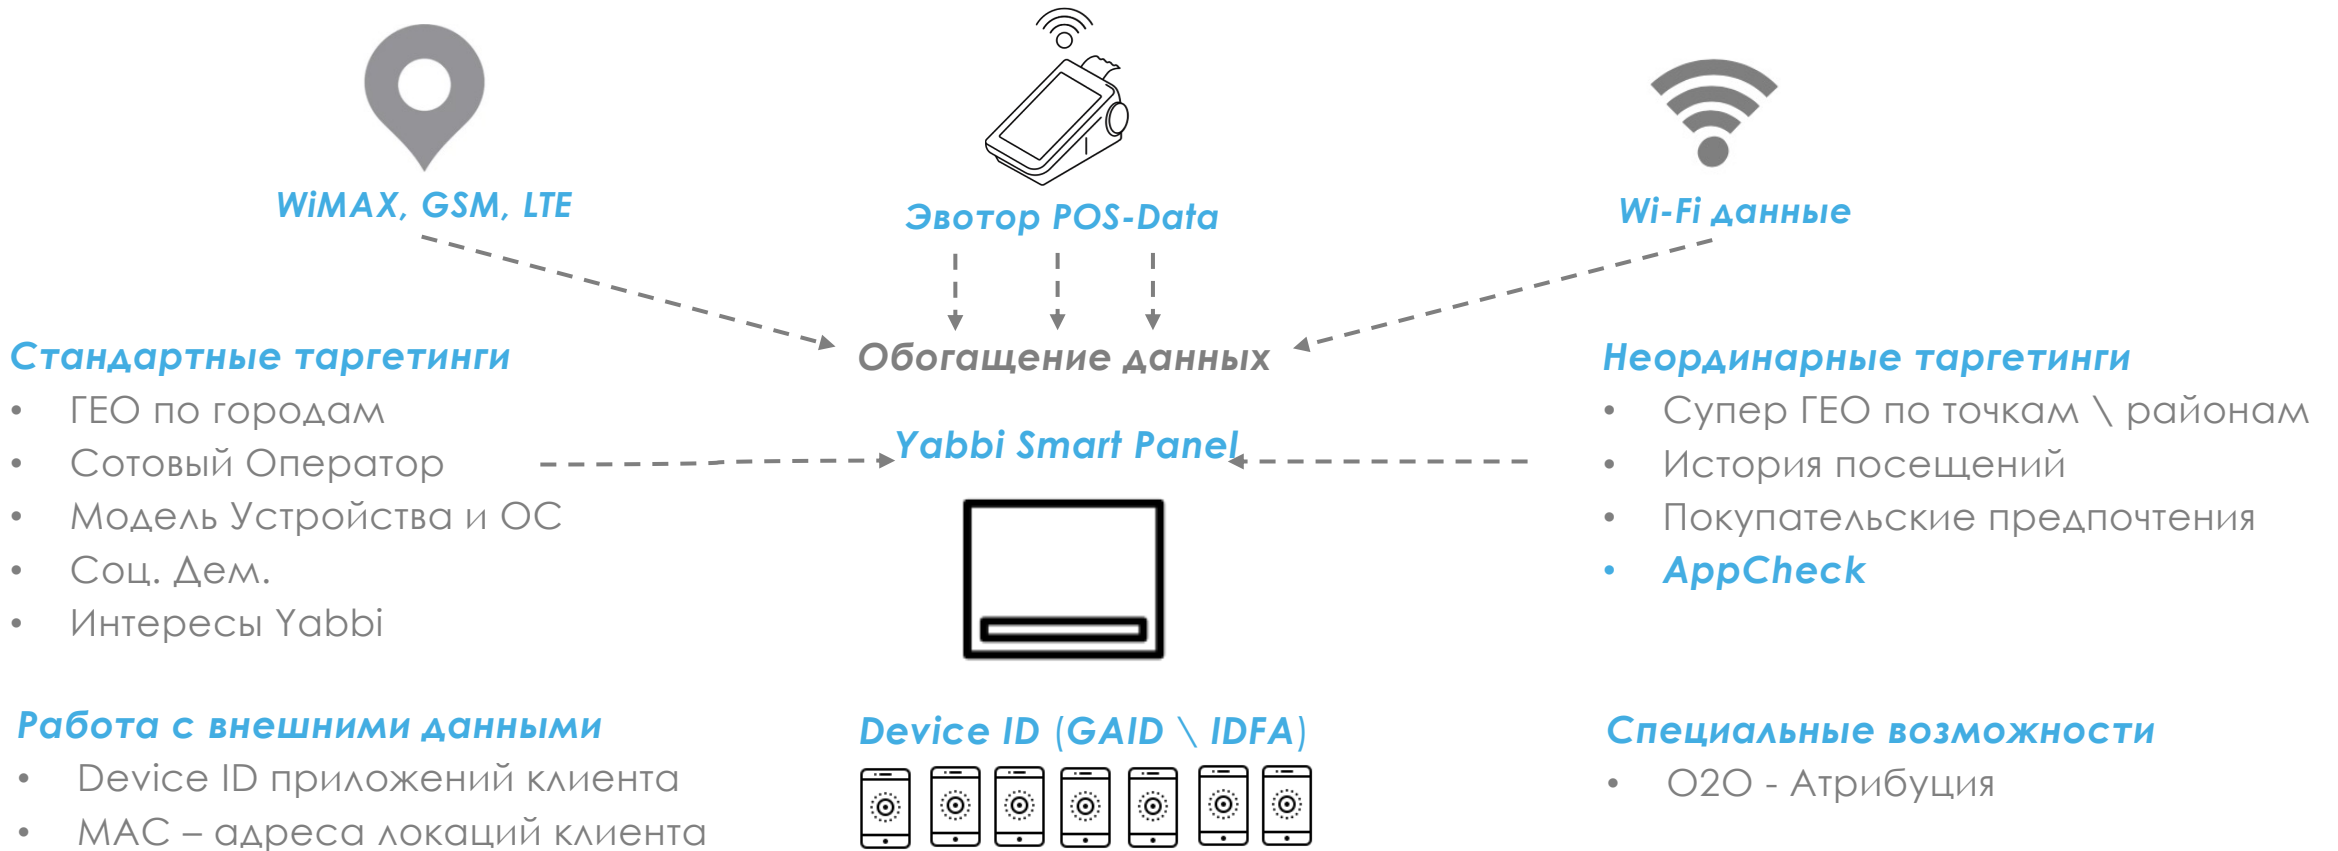 WiMAX, GSM, LTE
Эвотор POS-Data
Wi-Fi данные
Обогащение данных
Стандартные таргетинги
• ГЕО по городам
• Сотовый Оператор
• Модель Устройства и ОС
• Соц. Дем.
• Интересы Yabbi
Yabbi Smart Panel
Неординарные таргетинги
• Супер ГЕО по точкам \ районам
• История посещений
• Покупательские предпочтения
• AppCheck
Работа с внешними данными
• Device ID приложений клиента
• MAC – адреса локаций клиента
Device ID (GAID \ IDFA)
Специальные возможности
• О2О - Атрибуция